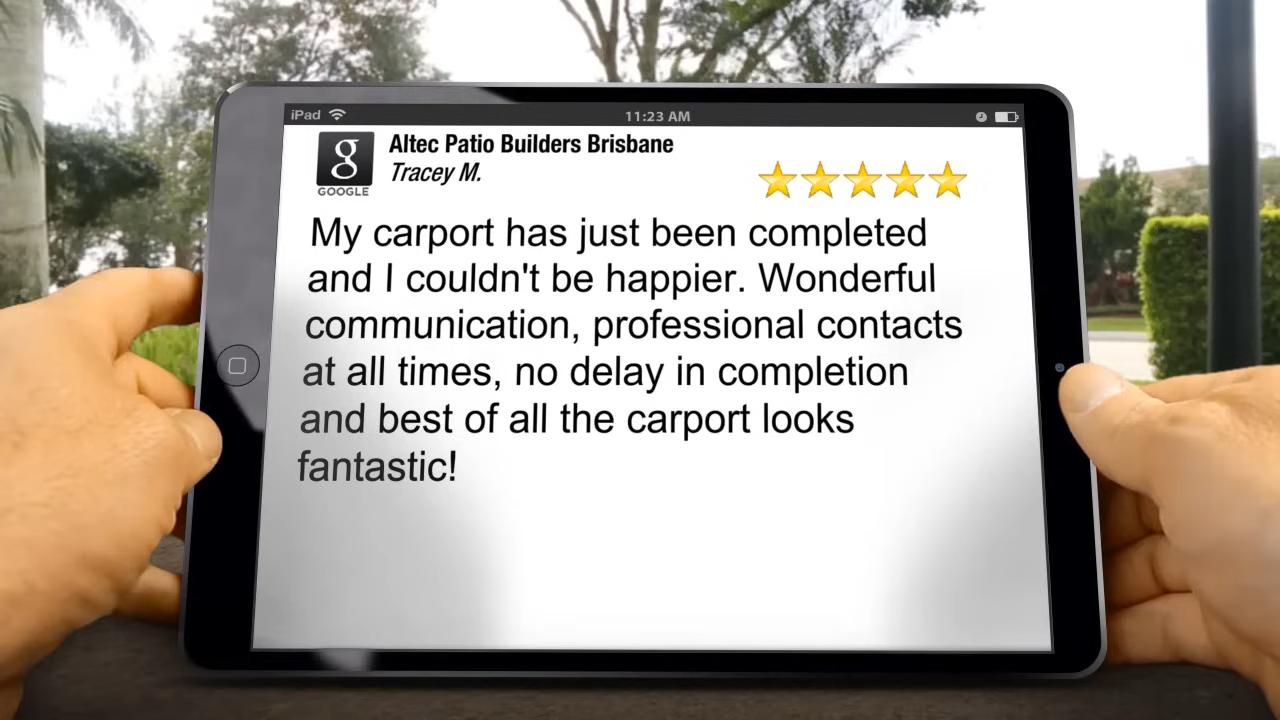 iPad 11:23 AM
g
GOOGLE
Altec Patio Builders Brisbane
Tracey M.
My carport has just been completed
and I couldn't be happier. Wonderful
communication, professional contacts
at all times, no delay in completion
and best of all the carport looks
fantastic!